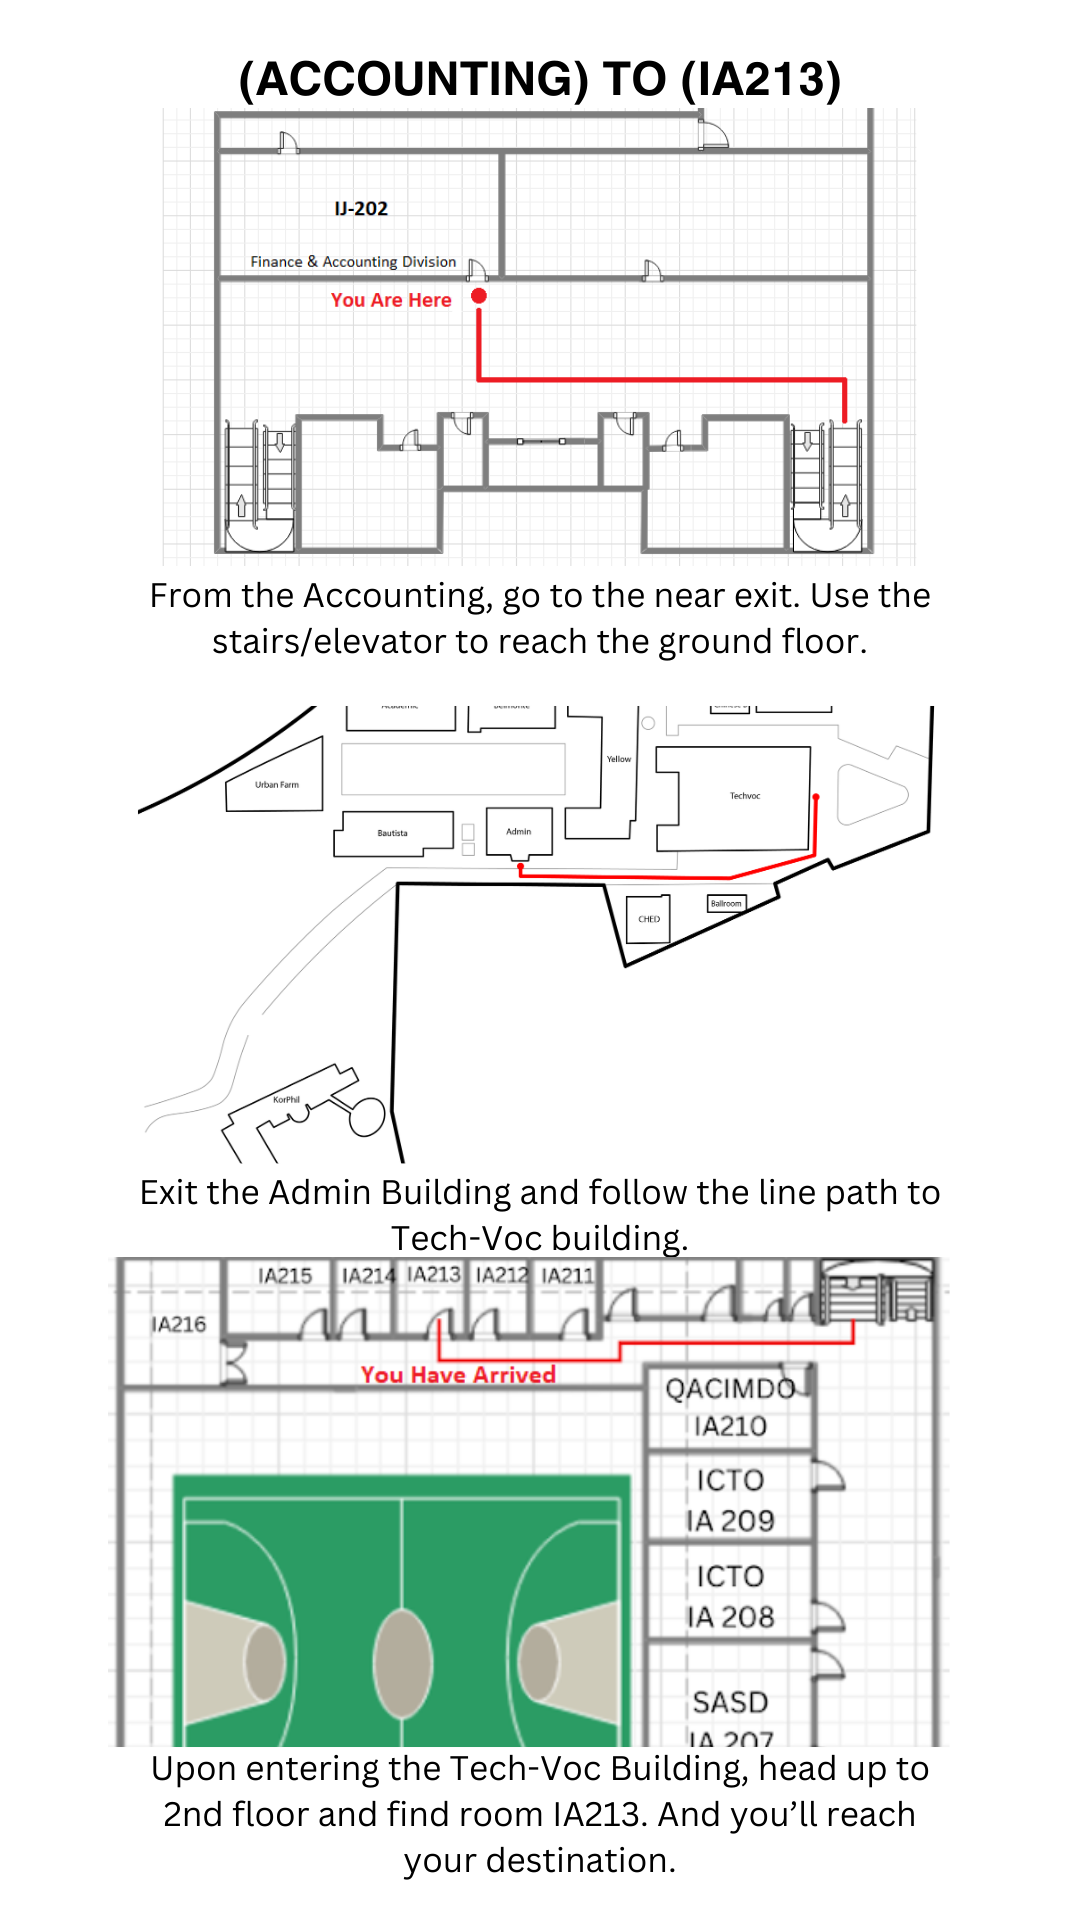 (ACCOUNTING) TO (IA213)
IJ-202
Finance & Accounting Division
You Are Here
From the Accounting, go to the near exit. Use the
stairs/elevator to reach the ground floor.
Yellow
Urban Farm
Techvoc
Bautista
Admin
Ballroom
CHED
KorPhil
Exit the Admin Building and follow the line path to
Tech-Voc building.
IA215 IA214 IA213 IA212 IA211
IA216
You Have Arrived
QACIMDO
IA210
ICTO
IA 209
ICTO
IA 208
SASD
IA 207
Upon entering the Tech-Voc Building, head up to
2nd floor and find room IA213. And you’ll reach
your destination.